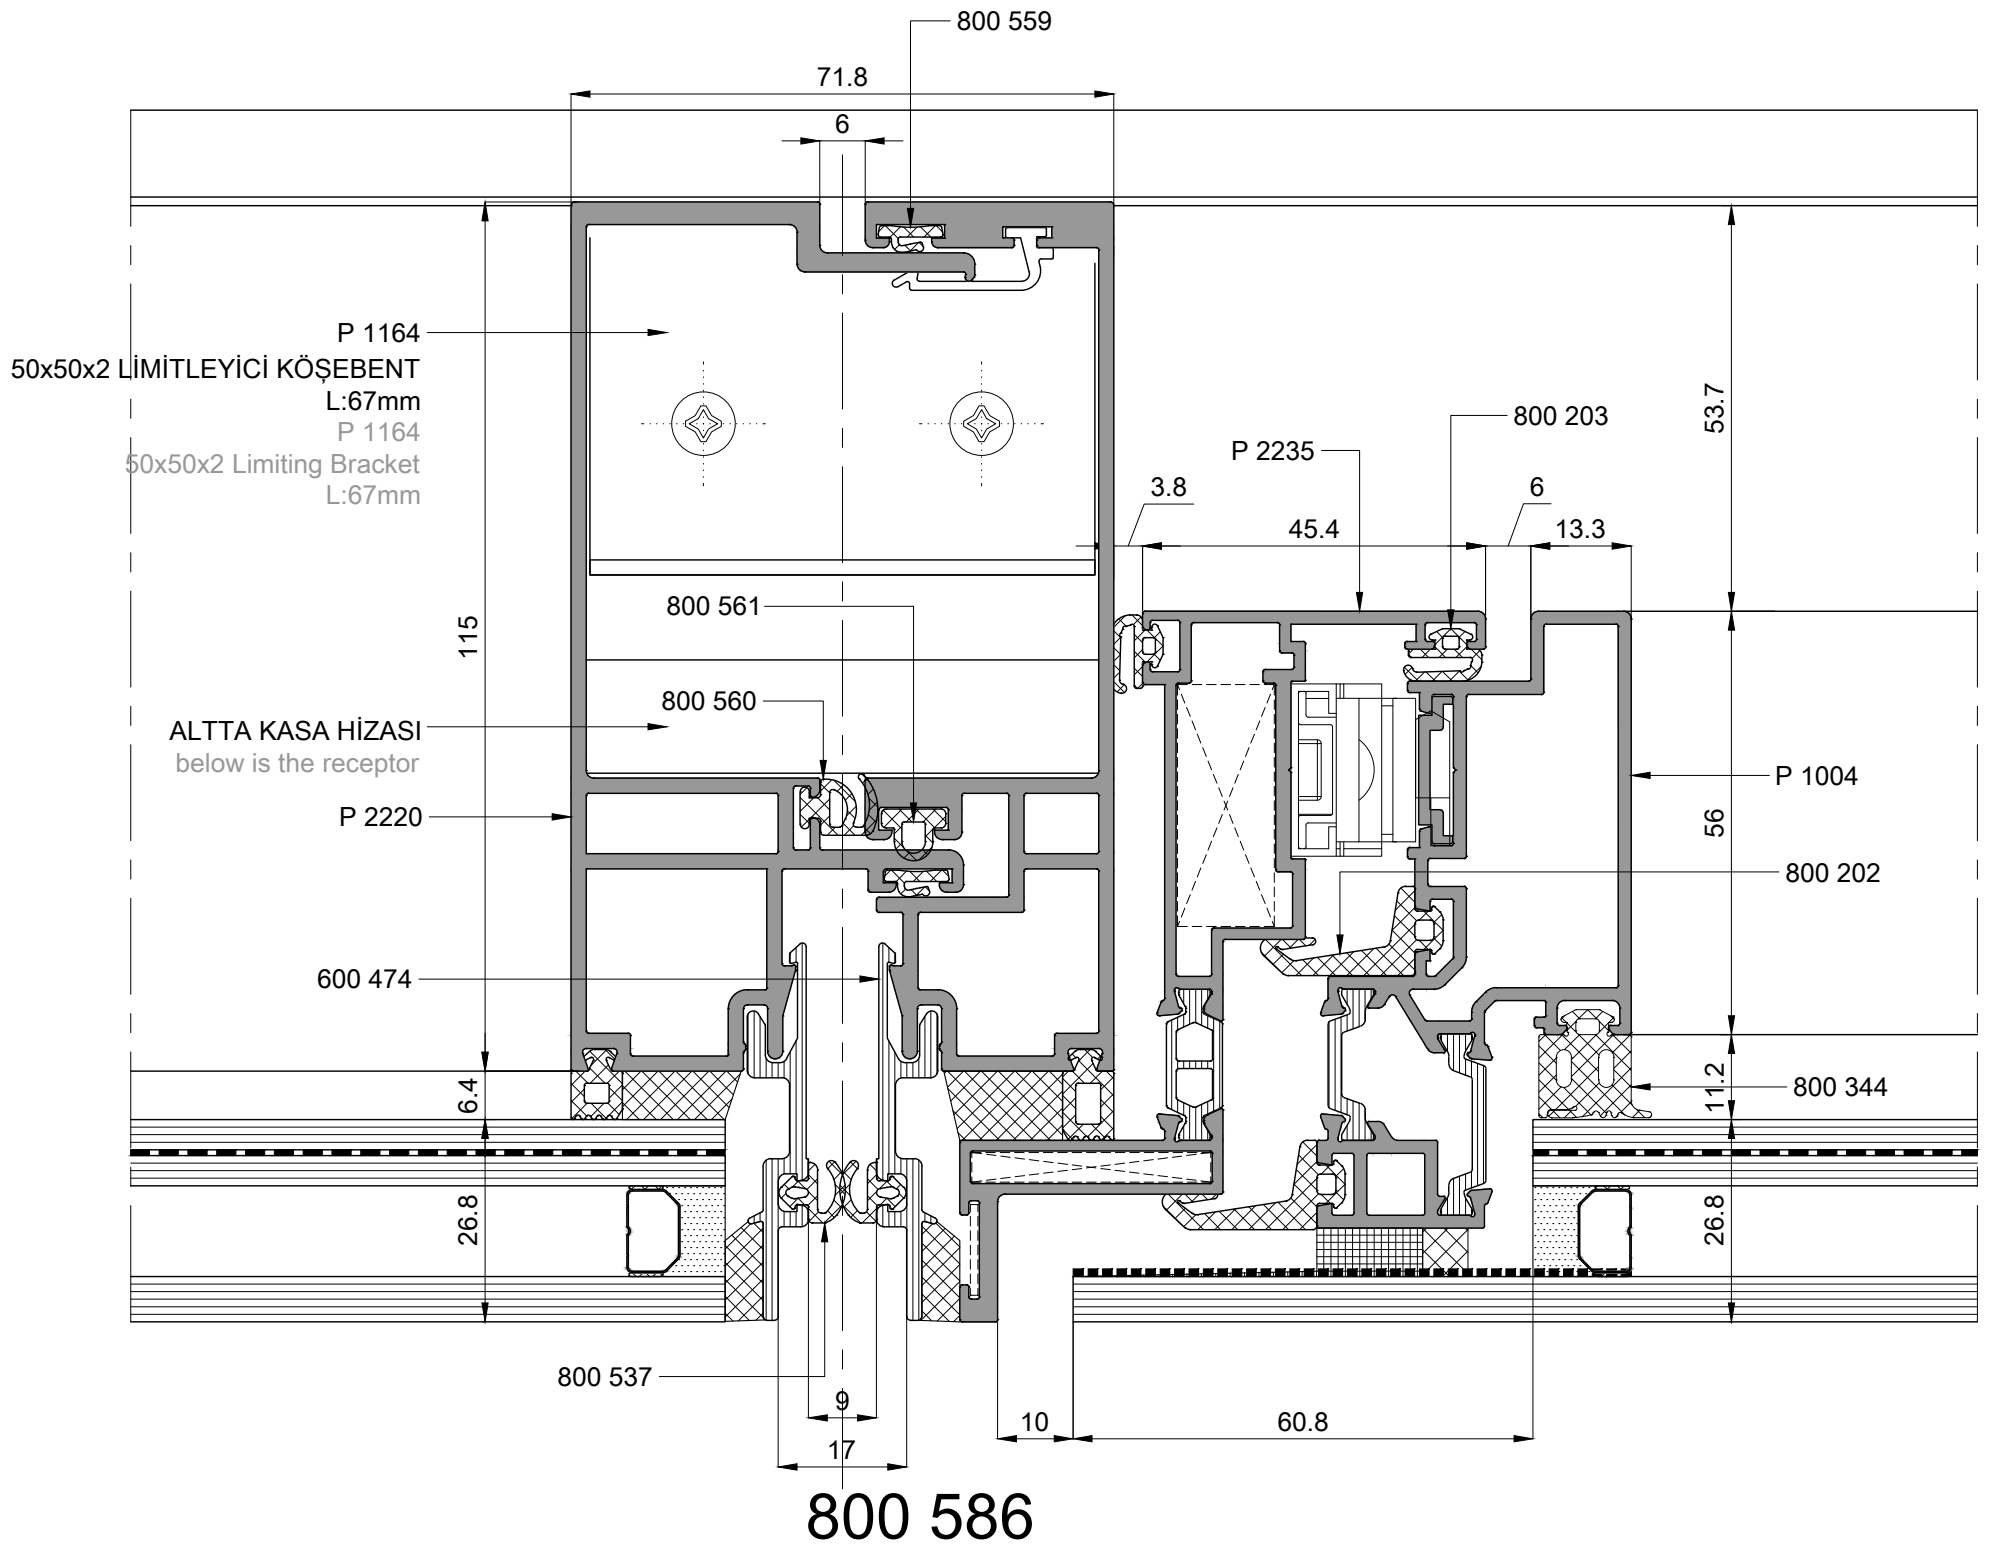 800 559
71.8
6
P 1164
50x50x2 LİMİTLEYİCİ KÖŞEBENT
L:67mm
P 1164
50x50x2 Limiting Bracket
L:67mm
53.7
800 203
P 2235
3.8
6
45.4
13.3
800 561
115
800 560
ALTTA KASA HİZASI
below is the receptor
P 2220
P 1004
56
800 202
600 474
6.4
11.2
800 344
26.8
26.8
800 537
9
10
60.8
17
800 586